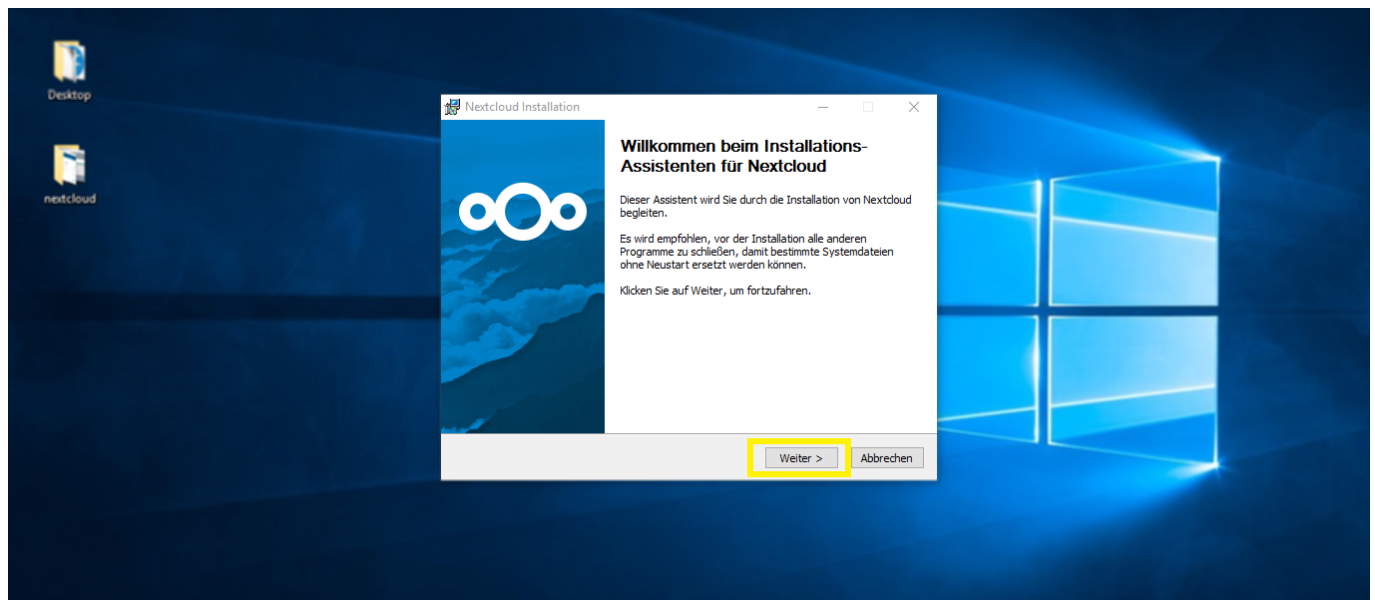 Desktop
nextcloud
Nextcloud Installation
Willkommen beim Installations-
Assistenten für Nextcloud
Dieser Assistent wird Sie durch die Installation von Nextcloud
begleiten.
Es wird empfohlen, vor der Installation alle anderen
Programme zu schließen, damit bestimmte Systemdateien
ohne Neustart ersetzt werden können.
Klicken Sie auf Weiter, um fortzufahren.
Weiter >
Abbrechen